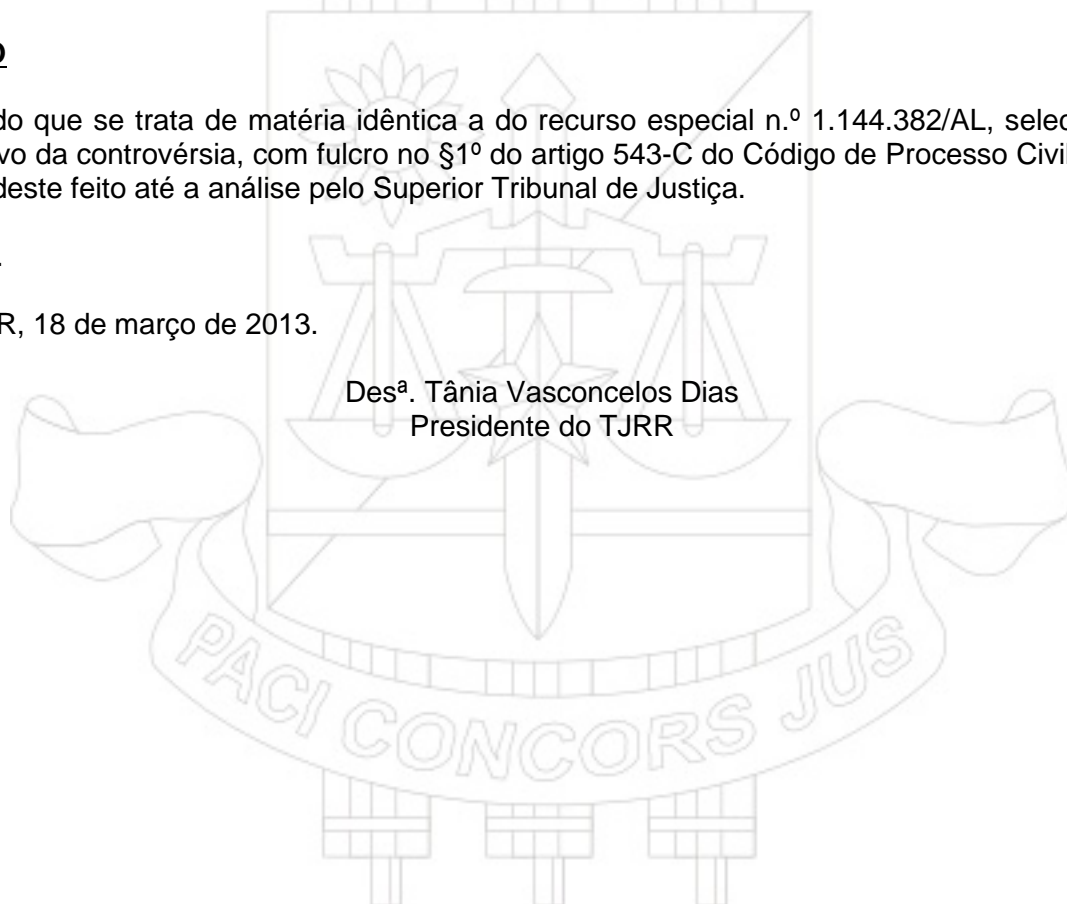 O
do que se trata de matéria idêntica a do recurso especial n.º 1.144.382/AL, selec
vo da controvérsia, com fulcro no §1º do artigo 543-C do Código de Processo Civil
deste feito até a análise pelo Superior Tribunal de Justiça.
.
R, 18 de março de 2013.
Desª. Tânia Vasconcelos Dias
Presidente do TJRR
PACI CONCORS JUS